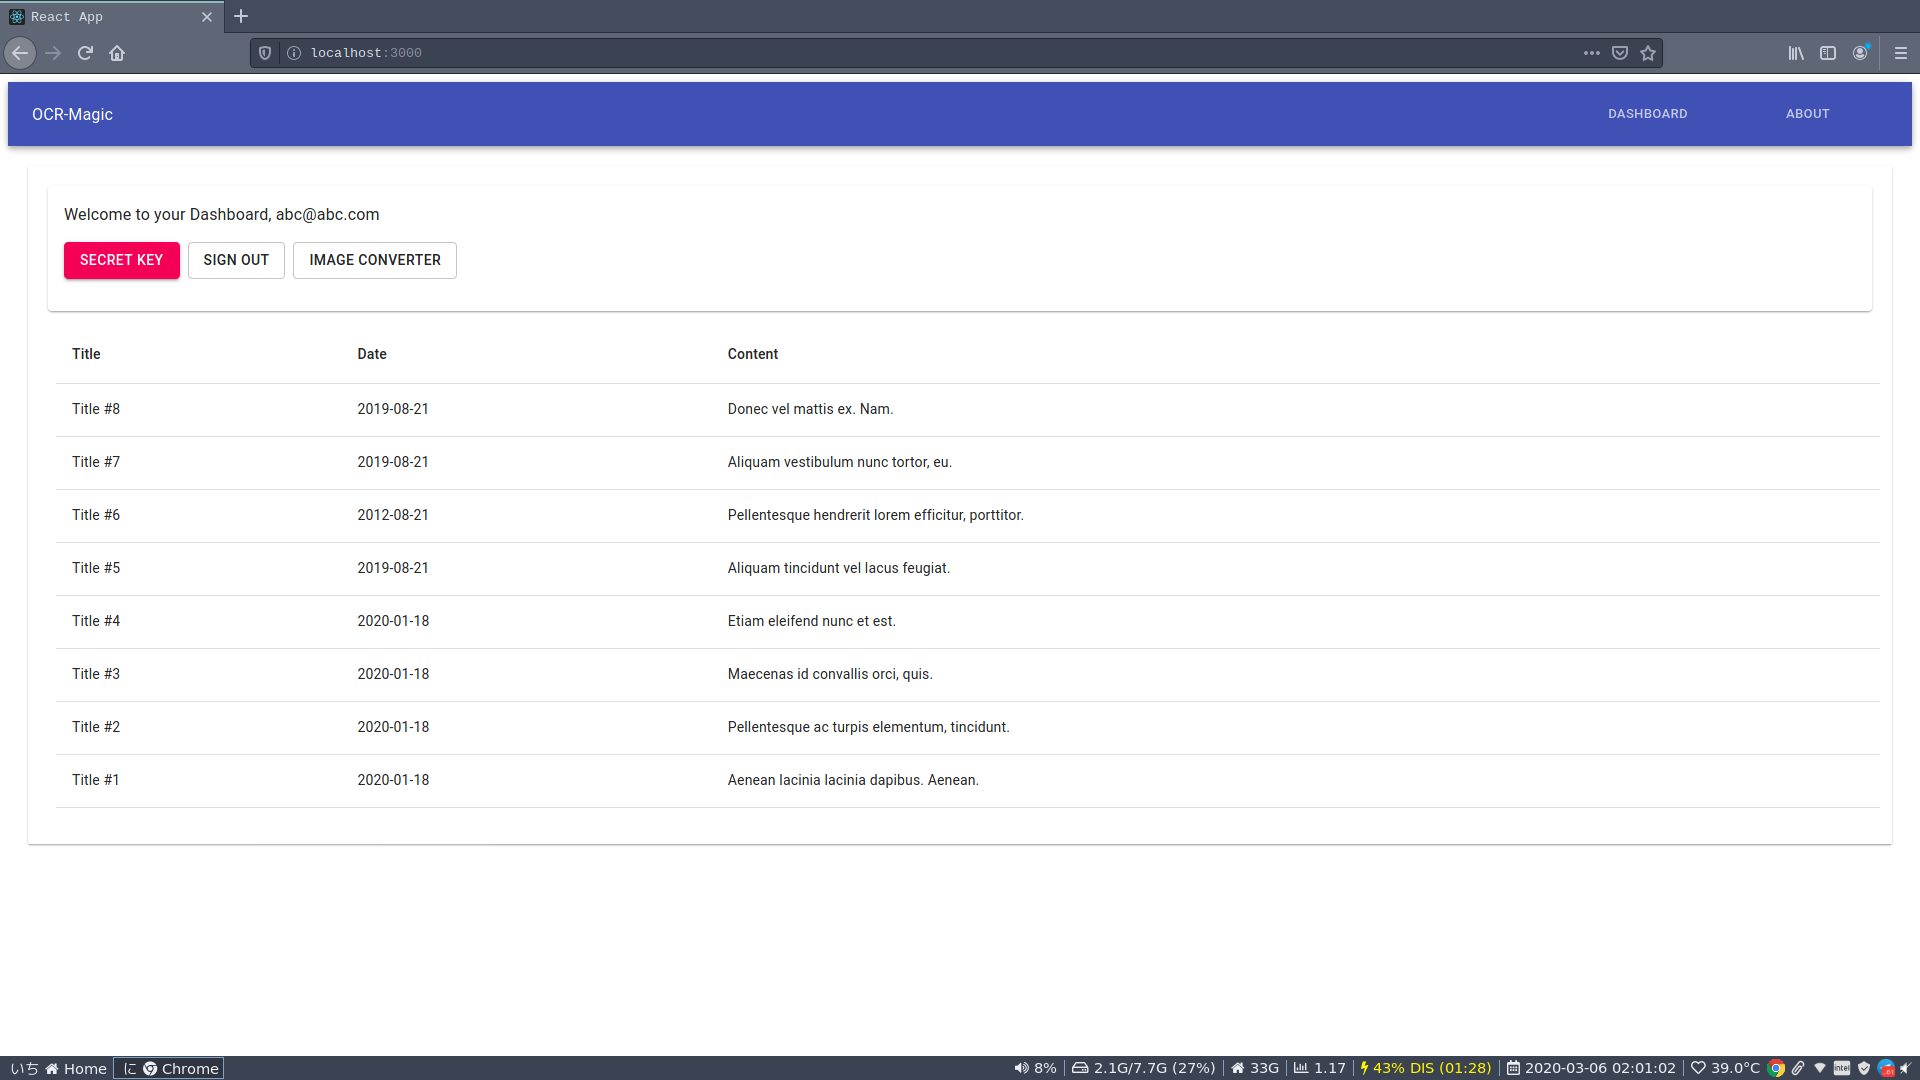 React App
localhost:3000
OCR-Magic DASHBOARD ABOUT
Welcome to your Dashboard, abc@abc.com
SECRET KEY SIGN OUT IMAGE CONVERTER
Title Date Content
Title #8 2019-08-21 Donec vel mattis ex. Nam.
Title #7 2019-08-21 Aliquam vestibulum nunc tortor, eu.
Title #6 2012-08-21 Pellentesque hendrerit lorem efficitur, porttitor.
Title #5 2019-08-21 Aliquam tincidunt vel lacus feugiat.
Title #4 2020-01-18 Etiam eleifend nunc et est.
Title #3 2020-01-18 Maecenas id convallis orci, quis.
Title #2 2020-01-18 Pellentesque ac turpis elementum, tincidunt.
Title #1 2020-01-18 Aenean lacinia lacinia dapibus. Aenean.
いち Home に Chrome 8% 2.1G/7.7G (27%) 33G 1.17 43% DIS (01:28) 2020-03-06 02:01:02 39.0°C intel